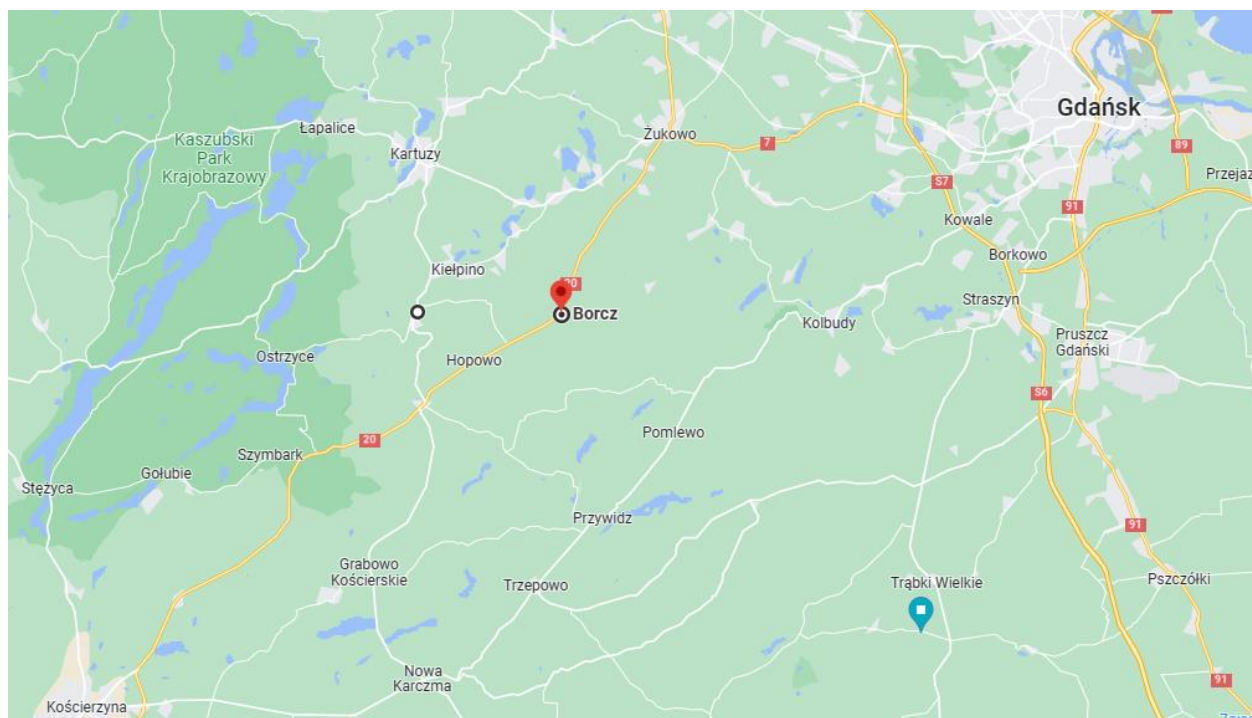 Gdańsk
Łapalice
Kaszubski
Park
Krajobrazowy
Kartuzy
Żukowo
7
89
S7
Przejaz
91
Kowale
Borkowo
Kiełpino
20
Straszyn
Borcz
Kolbudy
Pruszcz
Gdański
Ostrzyce
Hopowo
S6
20
Pomlewo
Szymbark
Gołubie
Stężyca
Przywidz
91
Grabowo
Kościerskie
Trzepowo
Trąbki Wielkie
Pszczółki
Nowa
Karczma
91
Kościerzyna